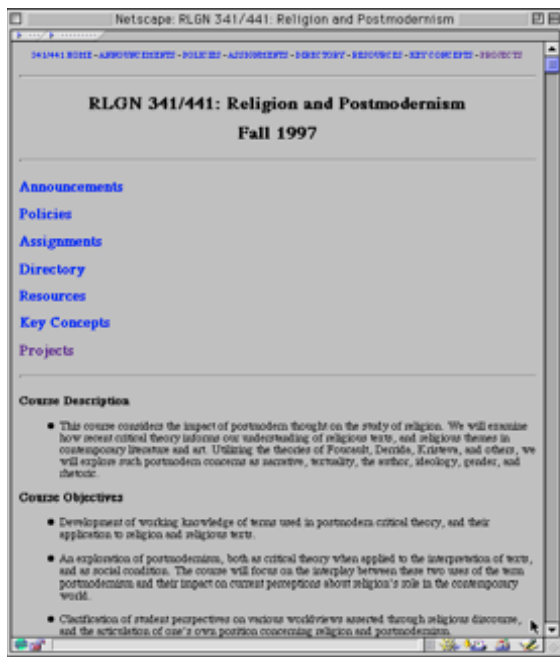 Netscape: RLGN 341/441: Religion and Postmodernism
341/441 HOME - ANNOUNCEMENTS - POLICIES - ASSIGNMENTS - DIRECTORY - RESOURCES - KEY CONCEPTS - PROJECTS
RLGN 341/441: Religion and Postmodernism
Fall 1997
Announcements
Policies
Assignments
Directory
Resources
Key Concepts
Projects
Course Description
This course considers the impact of postmodern thought on the study of religion. We will examine
how recent critical theory informs our understanding of religious texts, and religious themes in
contemporary literature and art. Utilizing the theories of Foucault, Derrida, Kristeva, and others, we
will explore such postmodern concerns as narrative, textuality, the author, ideology, gender, and
rhetoric.
Course Objectives
Development of working knowledge of terms used in postmodern critical theory, and their
application to religion and religious texts.
An exploration of postmodernism, both as critical theory when applied to the interpretation of texts,
and as social condition. The course will focus on the interplay between these two uses of the term
postmodernism and their impact on current perceptions about religion's role in the contemporary
world.
Clarification of student perspectives on various worldviews asserted through religious discourse,
and the articulation of one's own position concerning religion and postmodernism.